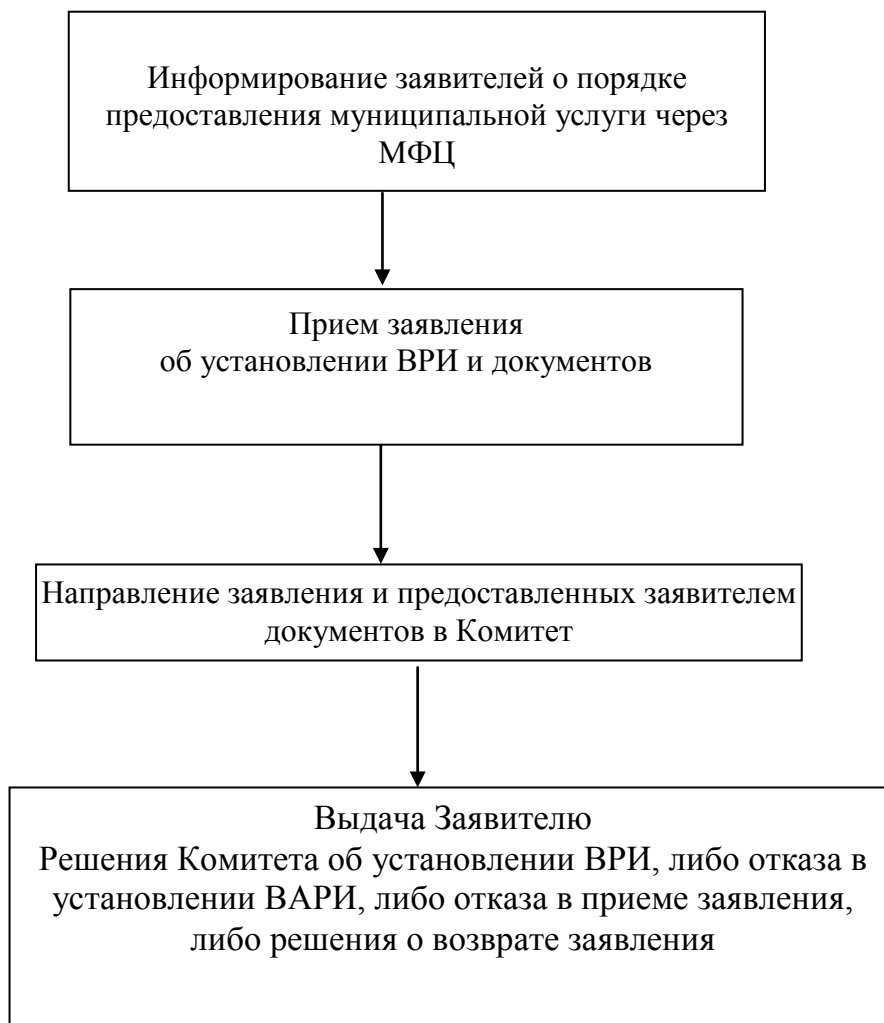 Информирование заявителей о порядке
предоставления муниципальной услуги через
МФЦ
Прием заявления
об установлении ВРИ и документов
Направление заявления и предоставленных заявителем
документов в Комитет
Выдача Заявителю
Решения Комитета об установлении ВРИ, либо отказа в
установлении ВАРИ, либо отказа в приеме заявления,
либо решения о возврате заявления